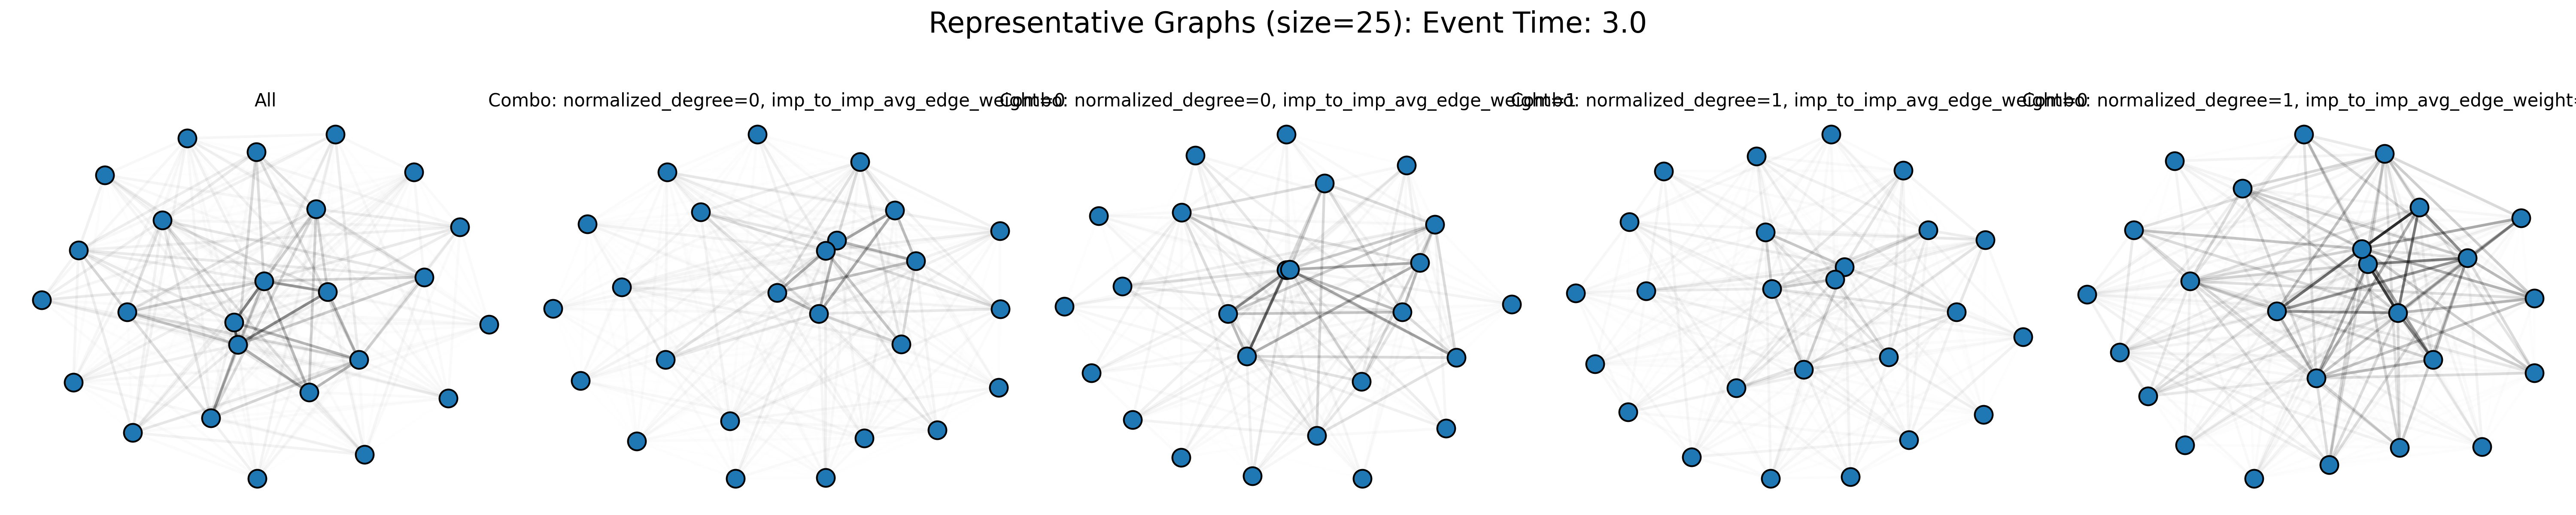 Representative Graphs (size=25): Event Time: 3.0
All
Combo: normalized_degree=0, imp_to_imp_avg_edge_weight=0
Combo: normalized_degree=0, imp_to_imp_avg_edge_weight=1
Combo: normalized_degree=1, imp_to_imp_avg_edge_weight=0
Combo: normalized_degree=1, imp_to_imp_avg_edge_weight=